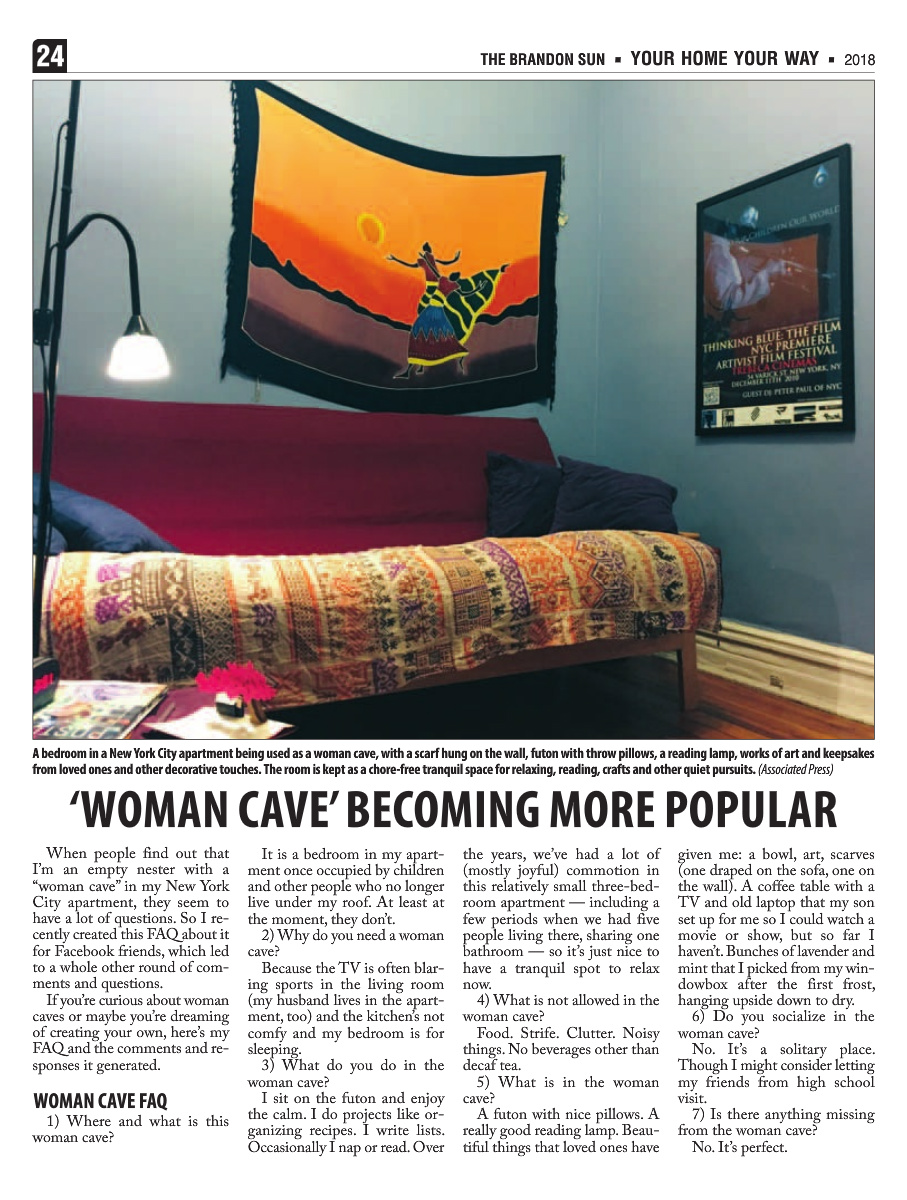 24
THE BRANDON SUN ▪ YOUR HOME YOUR WAY ▪ 2018
CHILDREN OUR WORLD
THINKING BLUE: THE FILM
NYC PREMIERE
ARTIVIST FILM FESTIVAL
TRIBECA CINEMAS
54 VARICK ST. NEW YORK, NY
DECEMBER 11TH 2010
GUEST DJ: PETER PAUL OF NYC
A bedroom in a New York City apartment being used as a woman cave, with a scarf hung on the wall, futon with throw pillows, a reading lamp, works of art and keepsakes
from loved ones and other decorative touches. The room is kept as a chore-free tranquil space for relaxing, reading, crafts and other quiet pursuits. (Associated Press)
‘WOMAN CAVE’ BECOMING MORE POPULAR
When people find out that
I’m an empty nester with a
“woman cave” in my New York
City apartment, they seem to
have a lot of questions. So I re-
cently created this FAQ about it
for Facebook friends, which led
to a whole other round of com-
ments and questions.
If you’re curious about woman
caves or maybe you’re dreaming
of creating your own, here’s my
FAQ and the comments and re-
sponses it generated.
WOMAN CAVE FAQ
1) Where and what is this
woman cave?
It is a bedroom in my apart-
ment once occupied by children
and other people who no longer
live under my roof. At least at
the moment, they don’t.
2) Why do you need a woman
cave?
Because the TV is often blar-
ing sports in the living room
(my husband lives in the apart-
ment, too) and the kitchen’s not
comfy and my bedroom is for
sleeping.
3) What do you do in the
woman cave?
I sit on the futon and enjoy
the calm. I do projects like or-
ganizing recipes. I write lists.
Occasionally I nap or read. Over
the years, we’ve had a lot of
(mostly joyful) commotion in
this relatively small three-bed-
room apartment — including a
few periods when we had five
people living there, sharing one
bathroom — so it’s just nice to
have a tranquil spot to relax
now.
4) What is not allowed in the
woman cave?
Food. Strife. Clutter. Noisy
things. No beverages other than
decaf tea.
5) What is in the woman
cave?
A futon with nice pillows. A
really good reading lamp. Beau-
tiful things that loved ones have
given me: a bowl, art, scarves
(one draped on the sofa, one on
the wall). A coffee table with a
TV and old laptop that my son
set up for me so I could watch a
movie or show, but so far I
haven’t. Bunches of lavender and
mint that I picked from my win-
dowbox after the first frost,
hanging upside down to dry.
6) Do you socialize in the
woman cave?
No. It’s a solitary place.
Though I might consider letting
my friends from high school
visit.
7) Is there anything missing
from the woman cave?
No. It’s perfect.